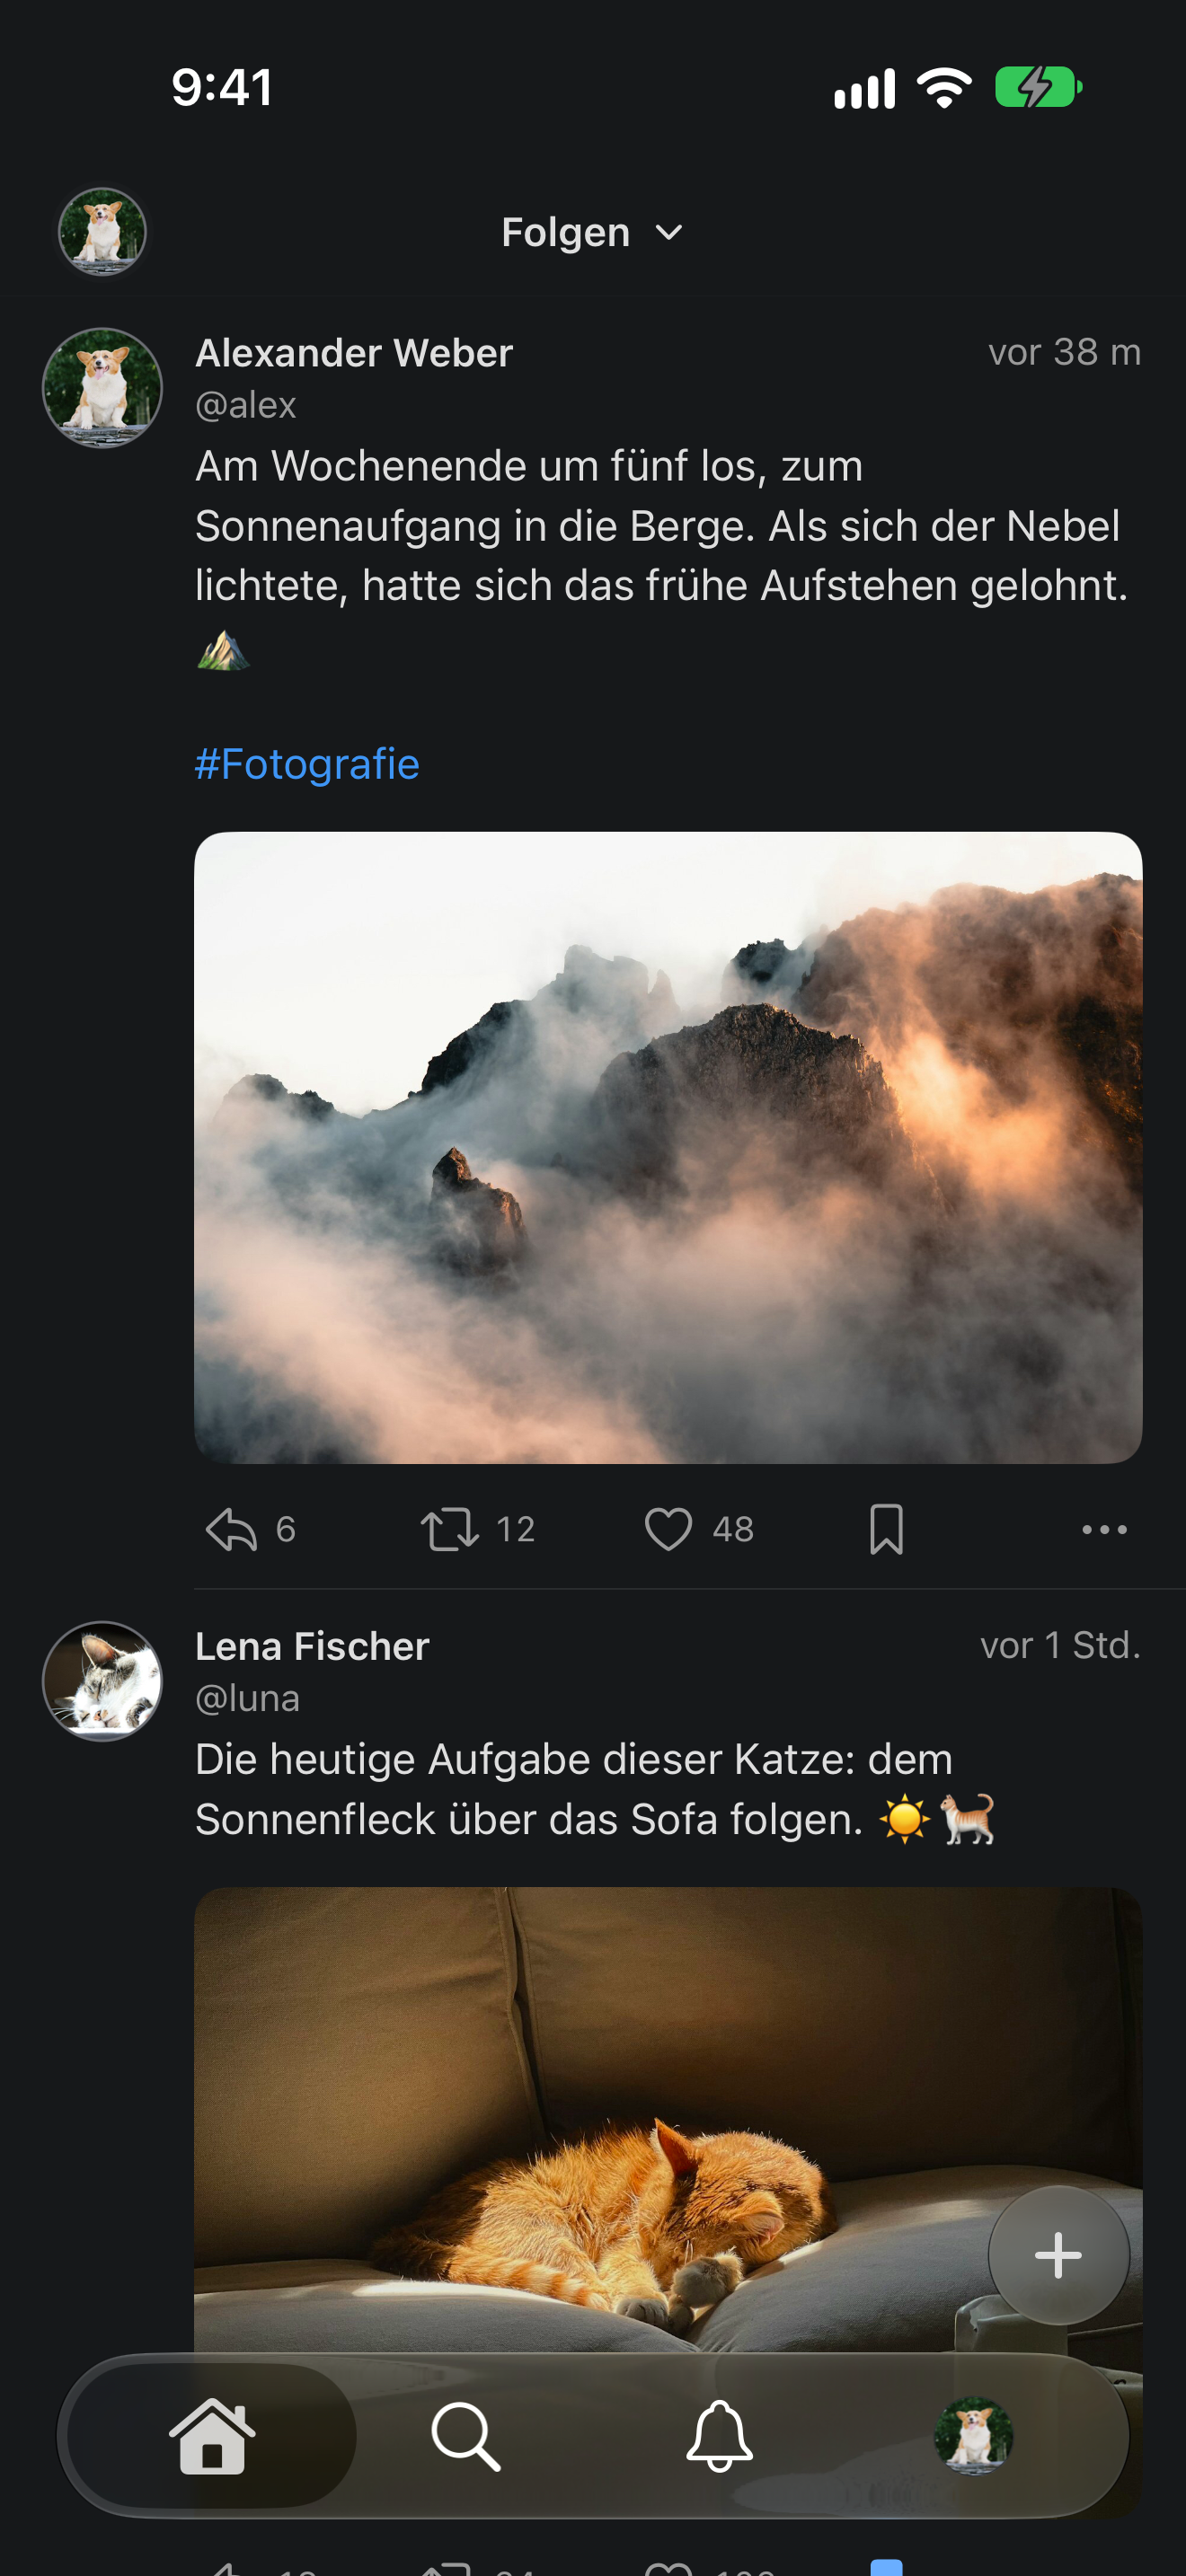 9:41
Folgen
Alexander Weber
vor 38 m
@alex
Am Wochenende um fünf los, zum
Sonnenaufgang in die Berge. Als sich der Nebel
lichtete, hatte sich das frühe Aufstehen gelohnt.
⛰️
#Fotografie
6
12
48
Lena Fischer
vor 1 Std.
@luna
Die heutige Aufgabe dieser Katze: dem
Sonnenfleck über das Sofa folgen. ☀️🐈